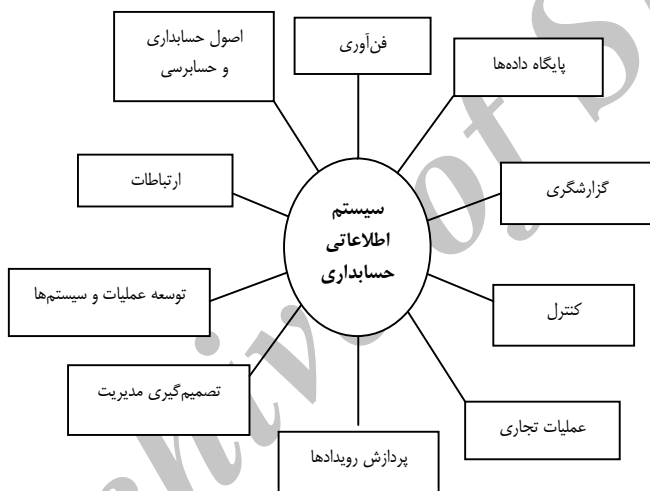 اصول حسابداری
و حسابرسی
فن‌آوری
پایگاه داده‌ها
ارتباطات
گزارشگری
سیستم
اطلاعاتی
حسابداری
توسعه عملیات و سیستم‌ها
کنترل
تصمیم‌گیری مدیریت
عملیات تجاری
پردازش رویدادها